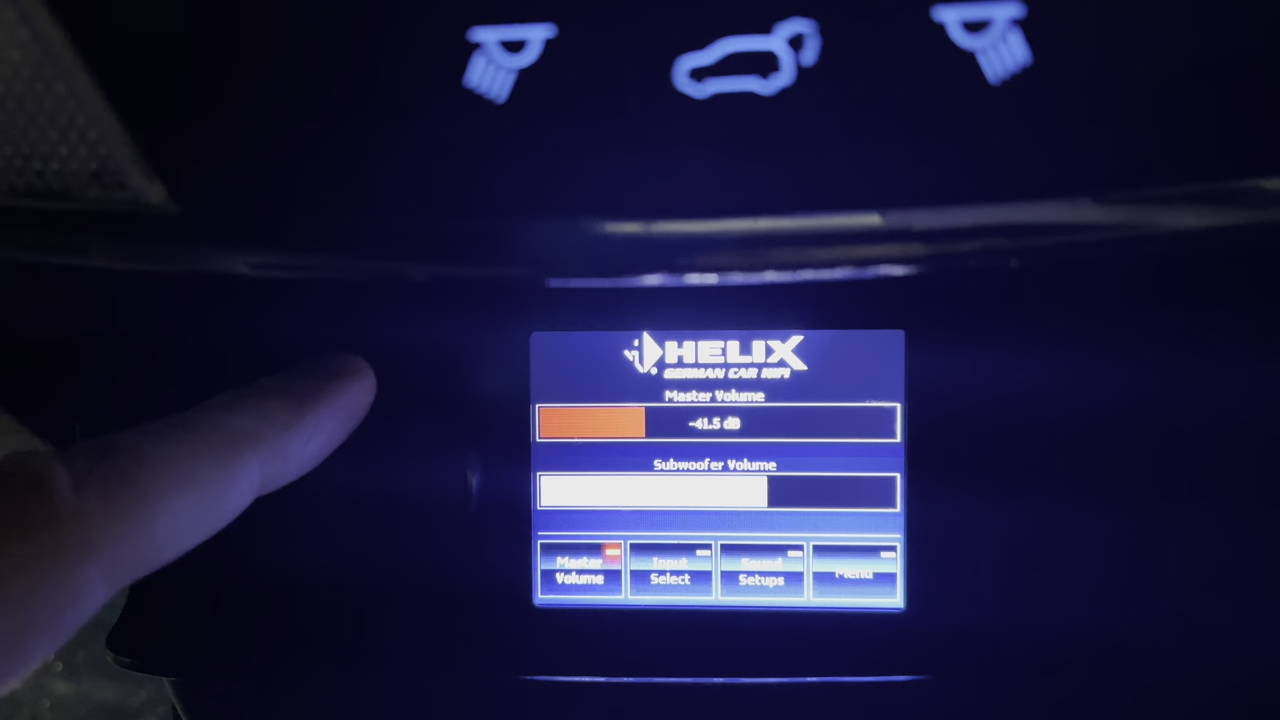 HELIX
GERMAN CAR HIFI
Master Volume
-41.5 dB
Subwoofer Volume
Master
Volume
Input
Select
Sound
Setups
Menu